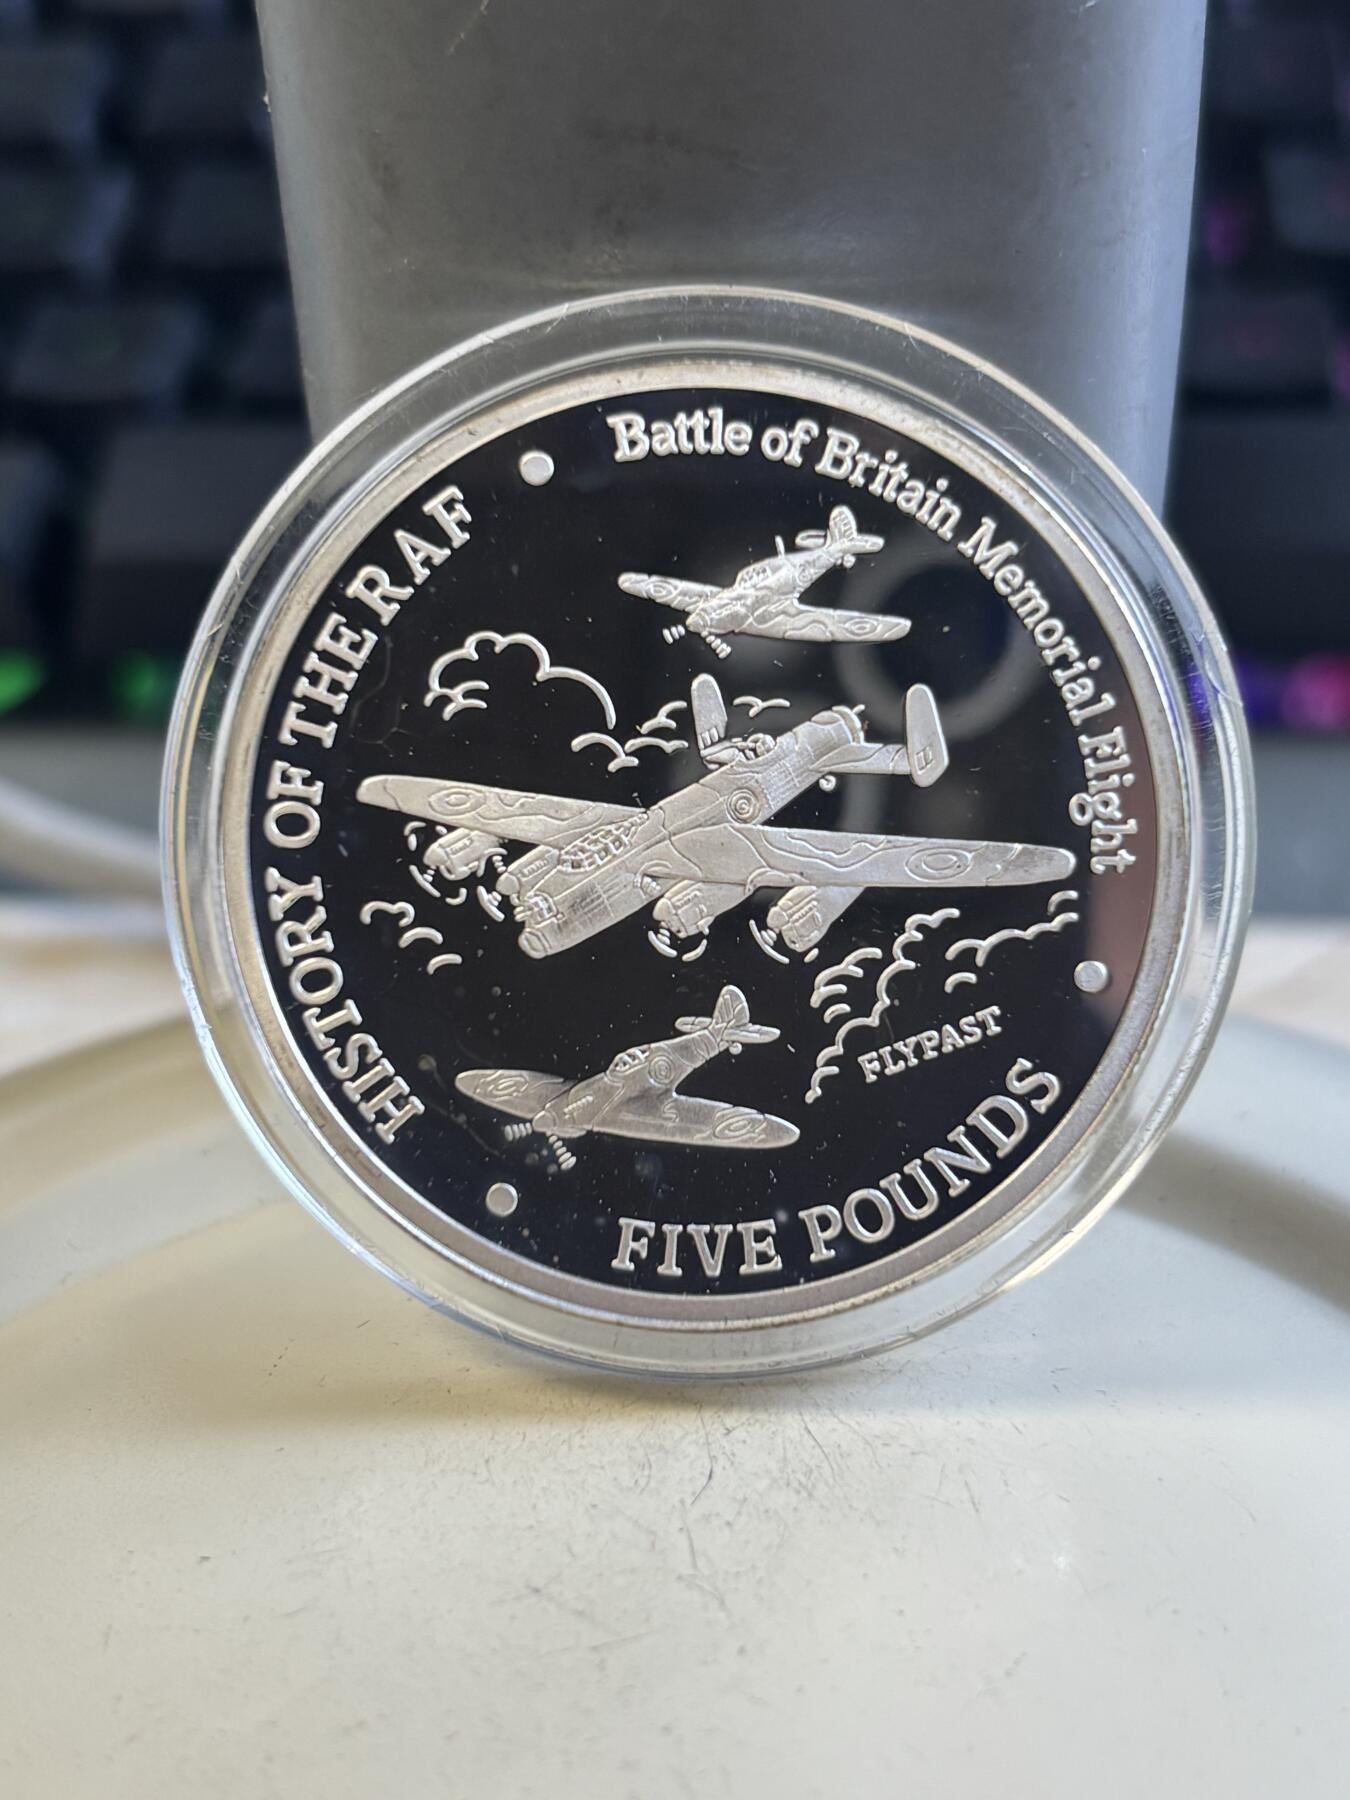 HISTORY OF THE RAF
Battle of Britain Memorial Flight
FLYPAST
FIVE POUNDS